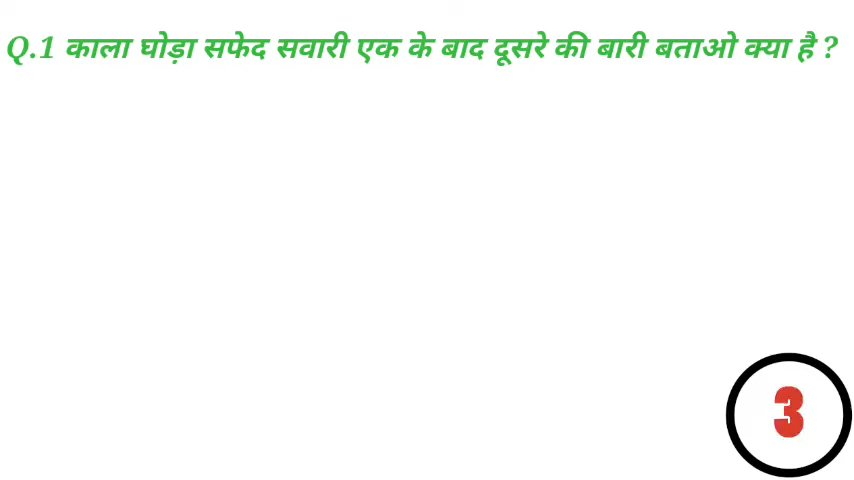 Q.1 काला घोड़ा सफेद सवारी एक के बाद दूसरे की बारी बताओ क्या है ?
3